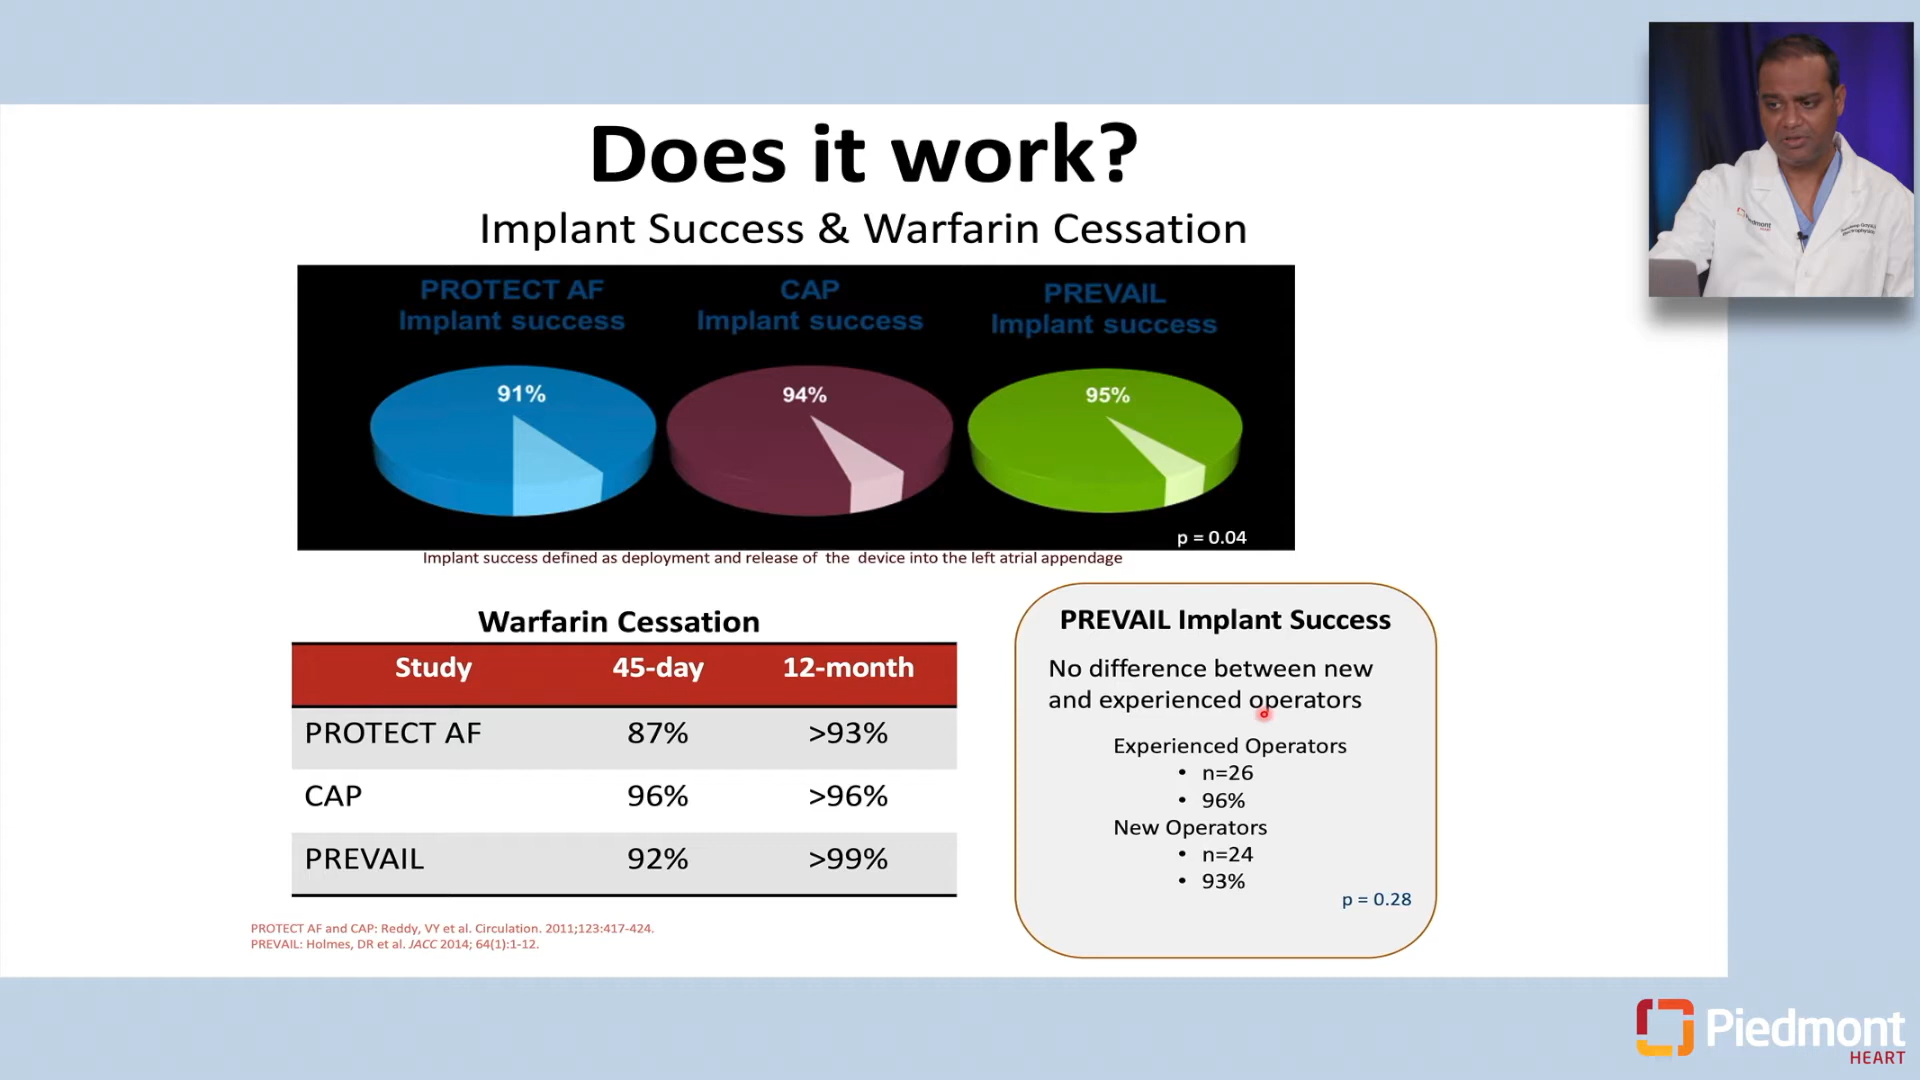 Does it work?
Implant Success & Warfarin Cessation
PROTECT AF
Implant success
CAP
Implant success
PREVAIL
Implant success
91%
94%
95%
p = 0.04
Implant success defined as deployment and release of the device into the left atrial appendage
Warfarin Cessation
Study 45-day 12-month
PROTECT AF 87% >93%
CAP 96% >96%
PREVAIL 92% >99%
PROTECT AF and CAP: Reddy, VY et al. Circulation. 2011;123:417-424.
PREVAIL: Holmes, DR et al. JACC 2014; 64(1):1-12.
PREVAIL Implant Success
No difference between new
and experienced operators
Experienced Operators
• n=26
• 96%
New Operators
• n=24
• 93%
p = 0.28
Piedmont
Piedmont
HEART